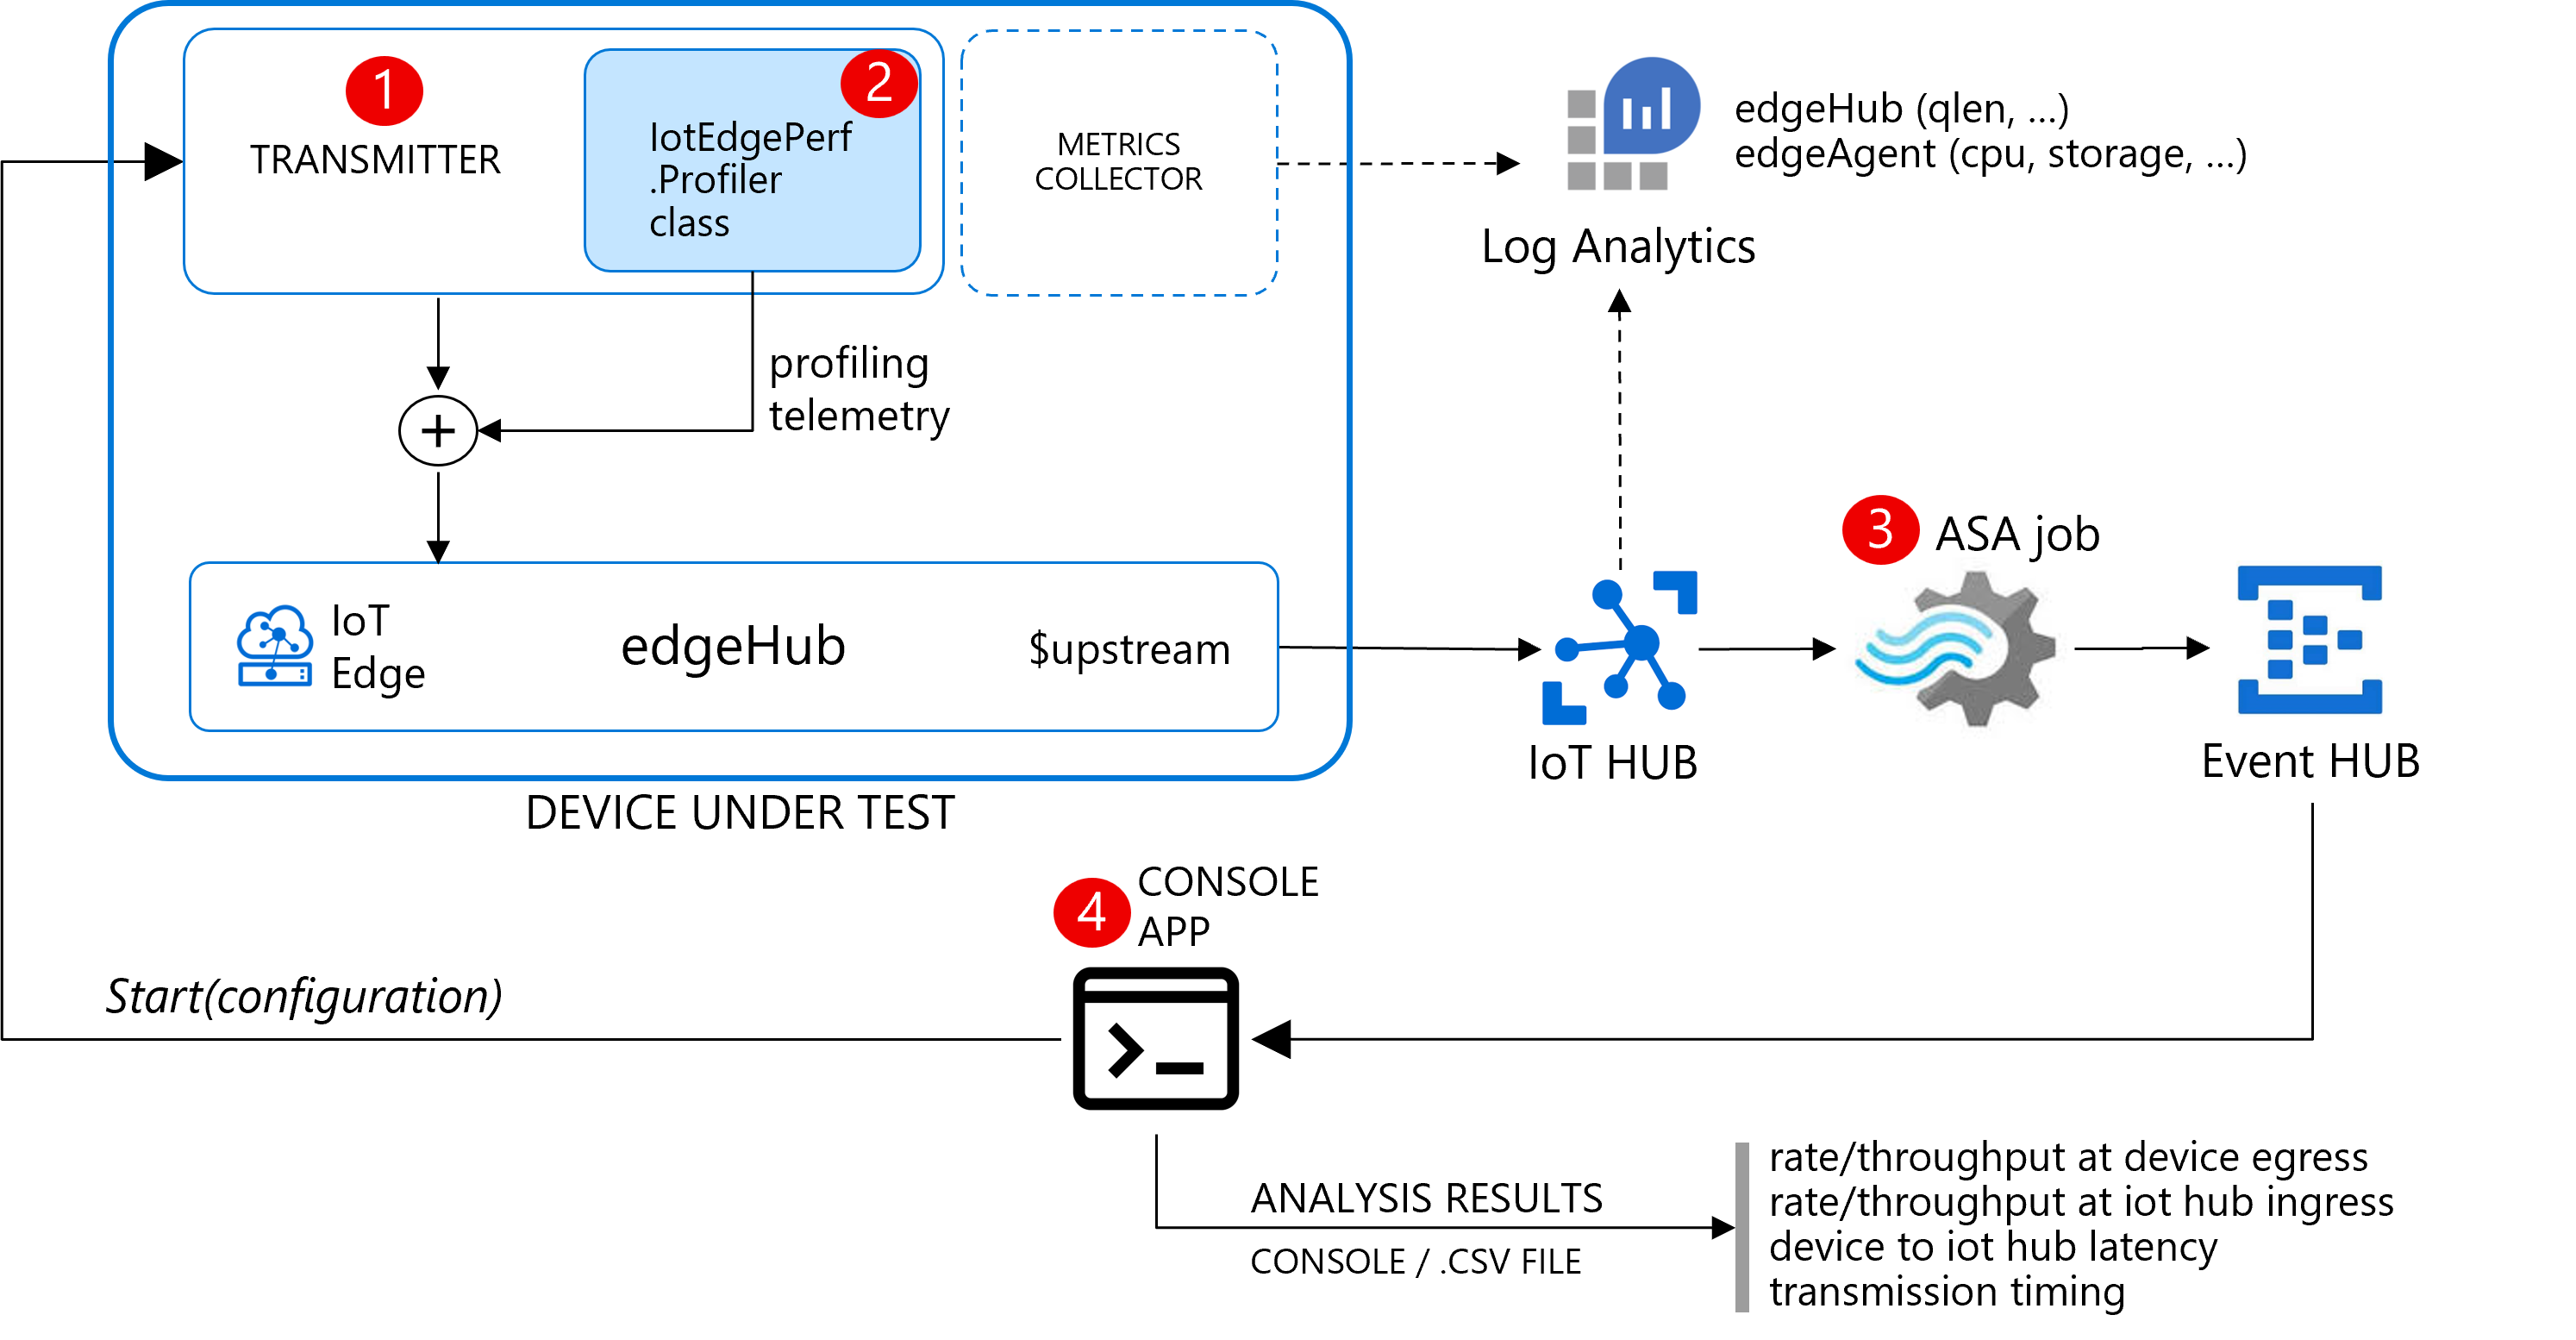 1
TRANSMITTER
2
IotEdgePerf
.Profiler
class
METRICS
COLLECTOR
edgeHub (qlen, ...)
edgeAgent (cpu, storage, ...)
Log Analytics
profiling
telemetry
+
IoT
Edge
edgeHub
$upstream
DEVICE UNDER TEST
IoT HUB
3
ASA job
Event HUB
4
CONSOLE
APP
Start(configuration)
ANALYSIS RESULTS
CONSOLE / .CSV FILE
rate/throughput at device egress
rate/throughput at iot hub ingress
device to iot hub latency
transmission timing